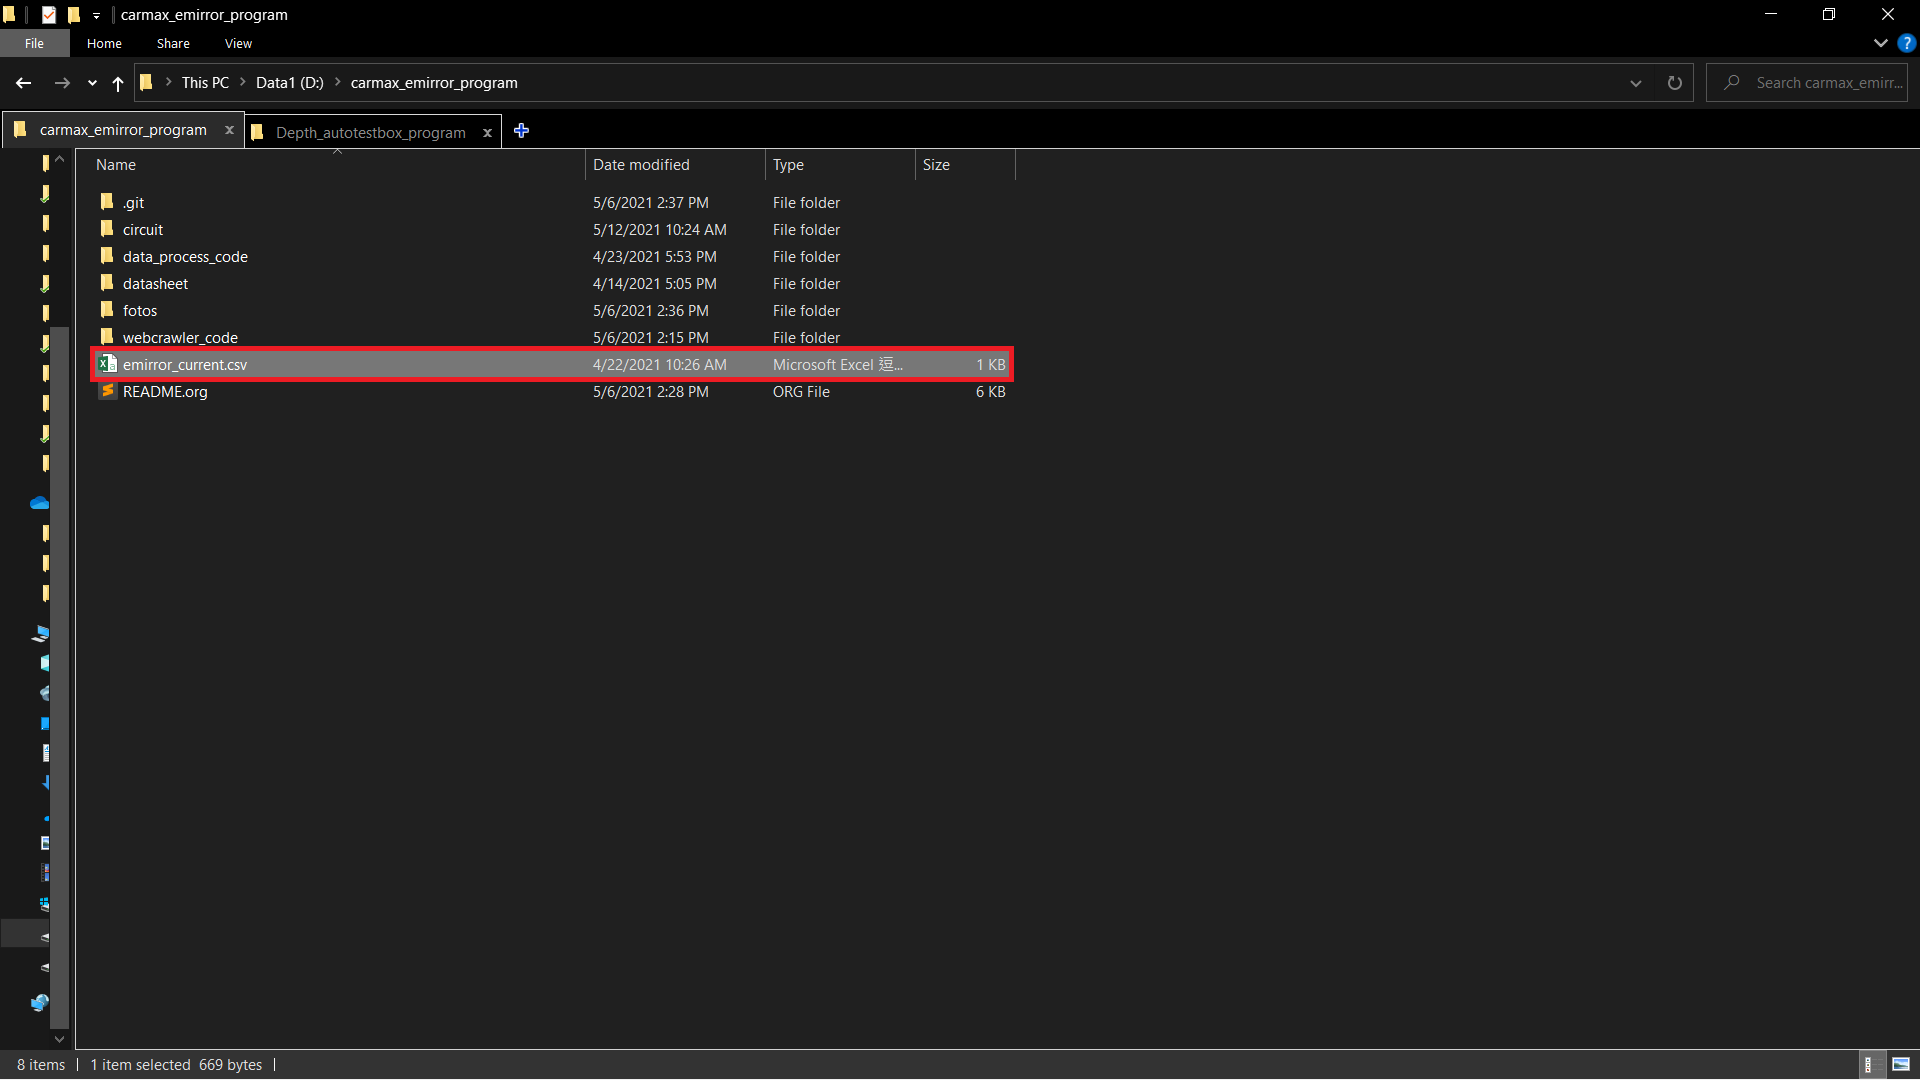 carmax_emirror_program
File Home Share View
This PC Data1 (D:) carmax_emirror_program
Search carmax_emirr...
carmax_emirror_program x Depth_autotestbox_program x
Name Date modified Type Size
.git 5/6/2021 2:37 PM File folder
circuit 5/12/2021 10:24 AM File folder
data_process_code 4/23/2021 5:53 PM File folder
datasheet 4/14/2021 5:05 PM File folder
fotos 5/6/2021 2:36 PM File folder
webcrawler_code 5/6/2021 2:15 PM File folder
emirror_current.csv 4/22/2021 10:26 AM Microsoft Excel 逗... 1 KB
README.org 5/6/2021 2:28 PM ORG File 6 KB
8 items 1 item selected 669 bytes